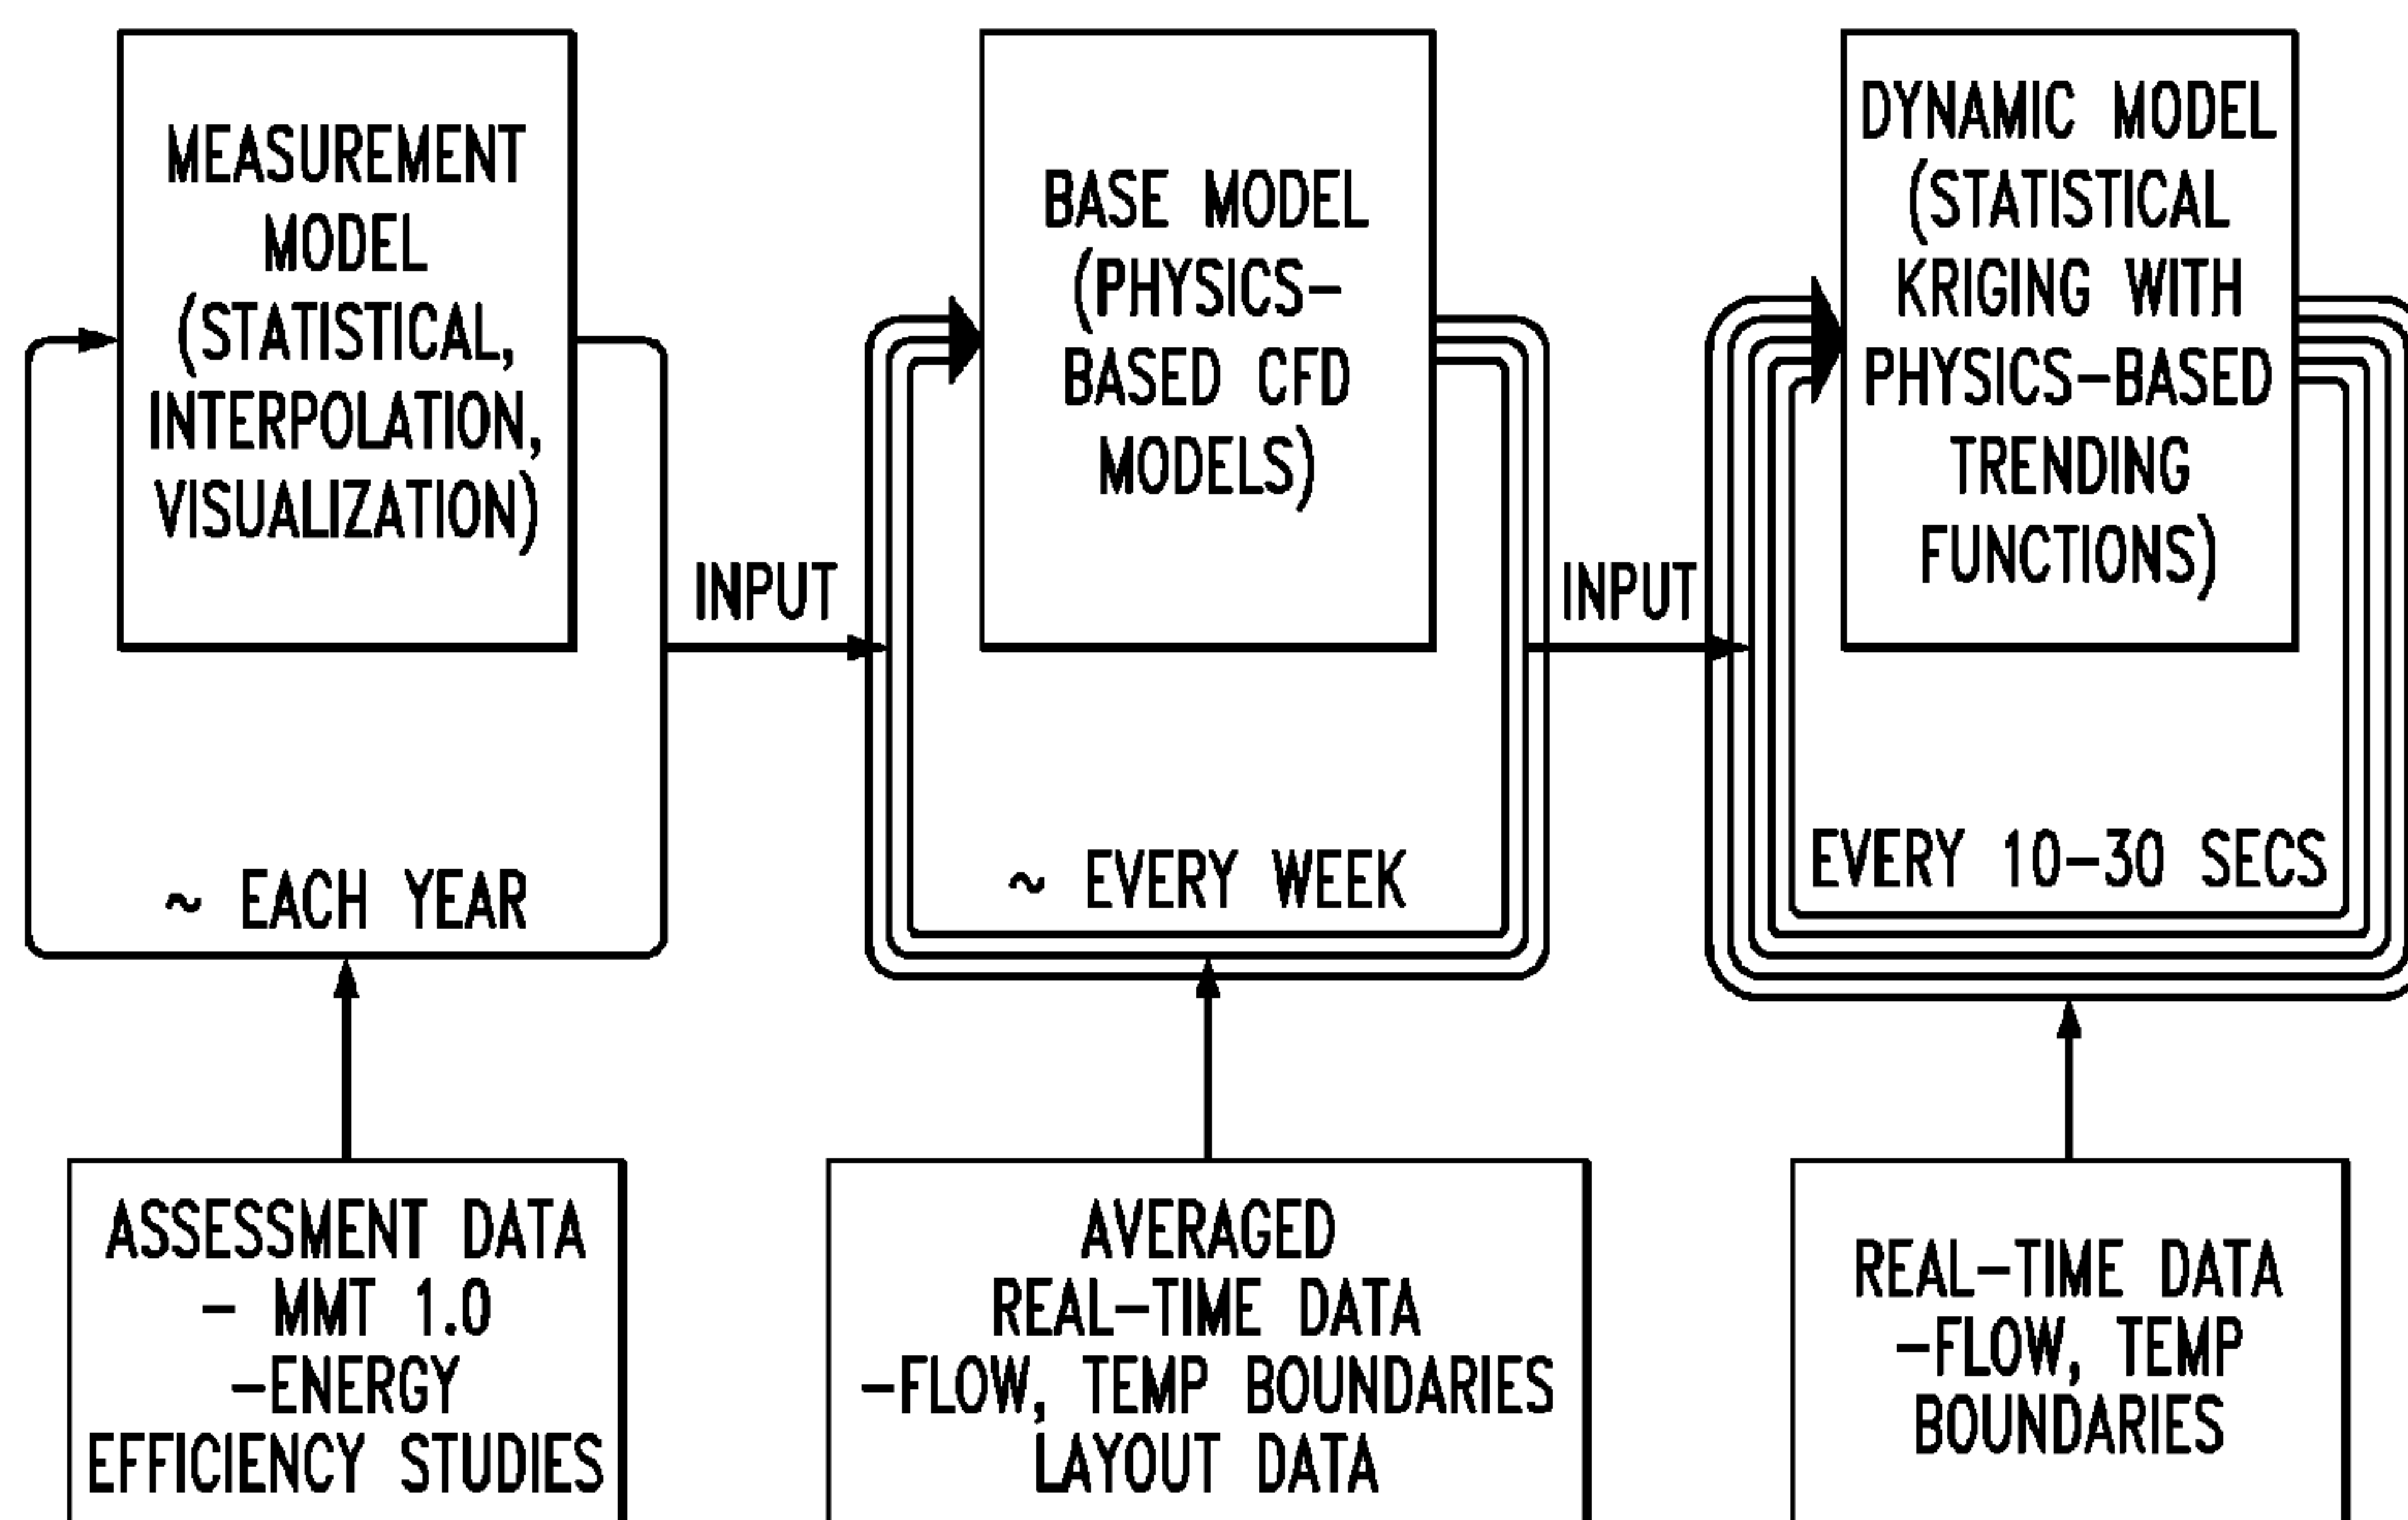 MEASUREMENT
MODEL
(STATISTICAL,
INTERPOLATION,
VISUALIZATION)
~ EACH YEAR
INPUT
BASE MODEL
(PHYSICS-
BASED CFD
MODELS)
~ EVERY WEEK
INPUT
DYNAMIC MODEL
(STATISTICAL
KRIGING WITH
PHYSICS-BASED
TRENDING
FUNCTIONS)
EVERY 10-30 SECS
ASSESSMENT DATA
- MMT 1.0
-ENERGY
EFFICIENCY STUDIES
AVERAGED
REAL-TIME DATA
-FLOW, TEMP BOUNDARIES
LAYOUT DATA
REAL-TIME DATA
-FLOW, TEMP
BOUNDARIES